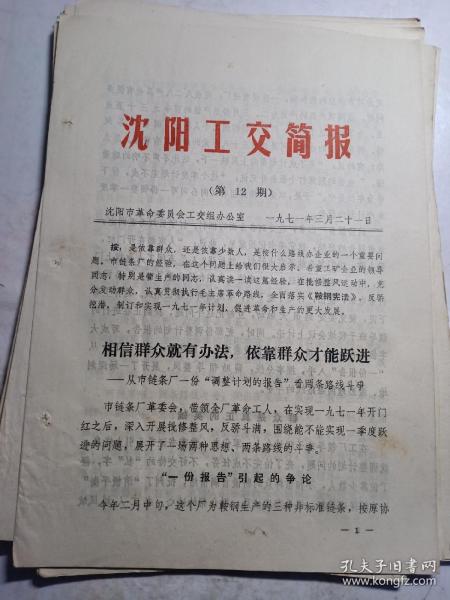 沈阳工交简报
（第 12 期）
沈阳市革命委员会工交组办公室 一九七一年三月二十一日
按：是依靠群众，还是依靠少数人，是按什么路线办企业的一个重要问
题。市链条厂的经验，在这个问题上给我们很大启示。希望工矿企业的领导
同志，特别是管生产的同志，认真读一读这篇经验，在批修整风运动中，充
分发动群众，认真贯彻执行毛主席革命路线，全面落实《鞍钢宪法》，反骄
挖潜，制订和实现一九七一年计划，促进革命和生产的更大发展。
相信群众就有办法，依靠群众才能跃进
——从市链条厂一份“调整计划的报告”看两条路线斗争
市链条厂革委会，带领全厂革命工人，在实现一九七一年开门
红之后，深入开展批修整风，反骄斗满，围绕能不能实现一季度跃
进的问题，展开了一场两种思想、两条路线的斗争。
“一份报告”引起的争论
今年二月中旬，这个厂为鞍钢生产的三种非标准链条，按原协
— 1 —
孔夫子旧书网
www.kongfz.com